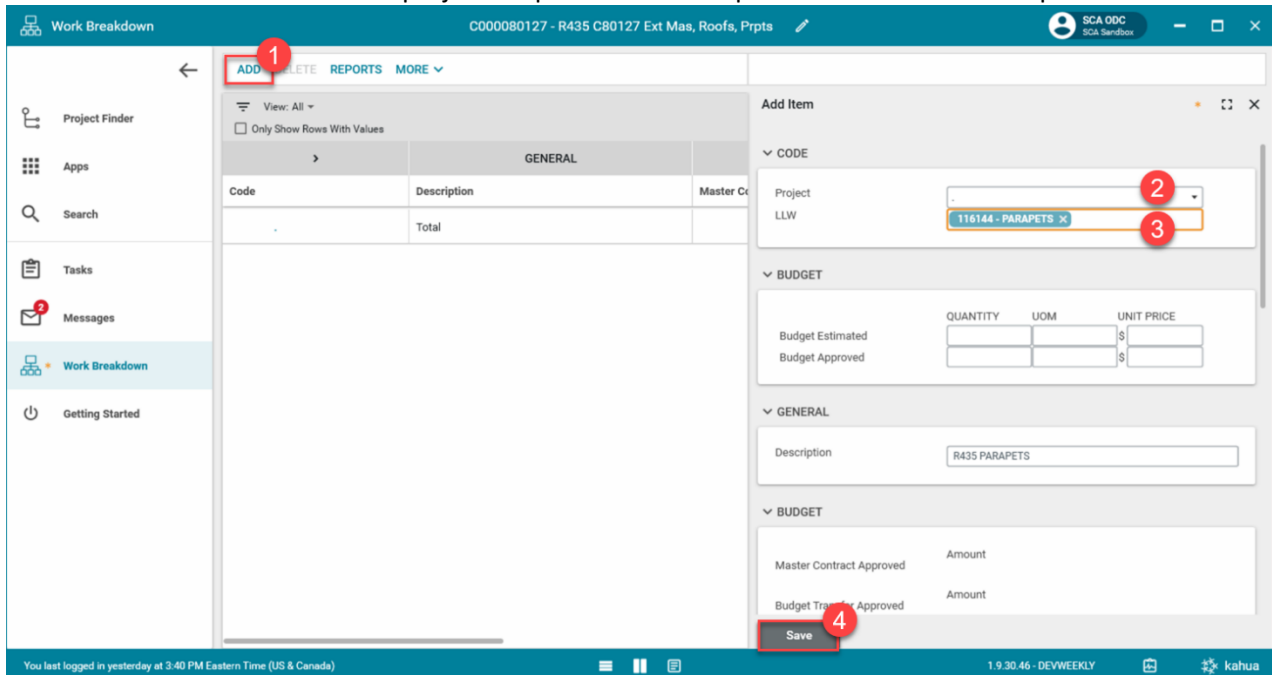 Work Breakdown
C000080127 - R435 C80127 Ext Mas, Roofs, Prpts
SCA ODC
SCA Sandbox
1
ADD
REPORTS
MORE
Project Finder
Apps
Search
Tasks
2
Messages
Work Breakdown
Getting Started
View: All
Only Show Rows With Values
GENERAL
Code
Description
.
Total
Add Item
CODE
Project
.
2
LLW
116144 - PARAPETS ×
3
BUDGET
QUANTITY UOM UNIT PRICE
Budget Estimated
$
Budget Approved
$
GENERAL
Description
R435 PARAPETS
BUDGET
Master Contract Approved
Amount
Budget Approved
Amount
Save
4
You last logged in yesterday at 3:40 PM Eastern Time (US & Canada)
1.9.30.46 - DEVWEEKLY
kahua